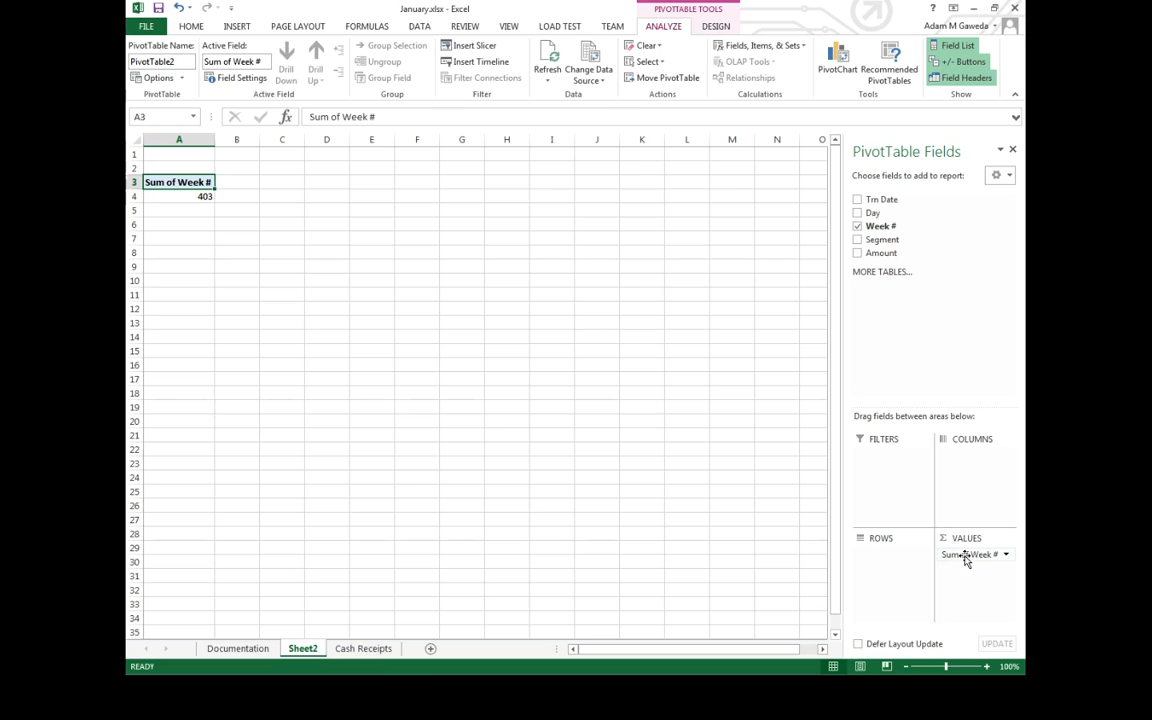 January.xlsx - Excel
PIVOTTABLE TOOLS
?
FILE HOME INSERT PAGE LAYOUT FORMULAS DATA REVIEW VIEW LOAD TEST TEAM ANALYZE DESIGN Adam M Gaweda
PivotTable Name: Active Field:
PivotTable2 Sum of Week #
Options Field Settings
Drill Down
Drill Up
Group Selection
Ungroup
Group Field
Insert Slicer
Insert Timeline
Filter Connections
Refresh
Change Data Source
Clear
Select
Move PivotTable
Fields, Items, & Sets
OLAP Tools
Relationships
PivotChart
Recommended PivotTables
Field List
+/- Buttons
Field Headers
PivotTable Active Field Group Filter Data Actions Calculations Tools Show
A3 fx Sum of Week #
A B C D E F G H I J K L M N O
1
2
3 Sum of Week #
4 403
5
6
7
8
9
10
11
12
13
14
15
16
17
18
19
20
21
22
23
24
25
26
27
28
29
30
31
32
33
34
35
PivotTable Fields
Choose fields to add to report:
Trn Date
Day
Week #
Segment
Amount
MORE TABLES...
Drag fields between areas below:
FILTERS COLUMNS
ROWS Σ VALUES
Sum of Week #
Defer Layout Update UPDATE
Documentation Sheet2 Cash Receipts
READY 100%